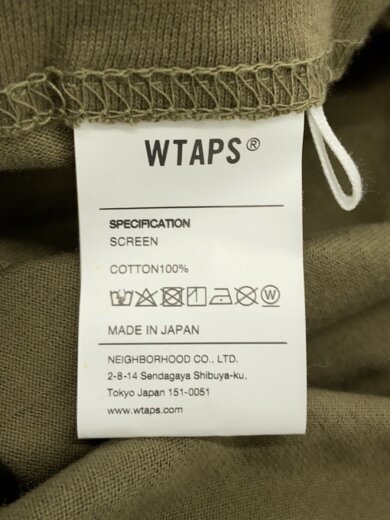 WTAPS®
SPECIFICATION
SCREEN
COTTON100%
MADE IN JAPAN
NEIGHBORHOOD CO., LTD.
2-8-14 Sendagaya Shibuya-ku.
Tokyo Japan 151-0051
www.wtaps.com